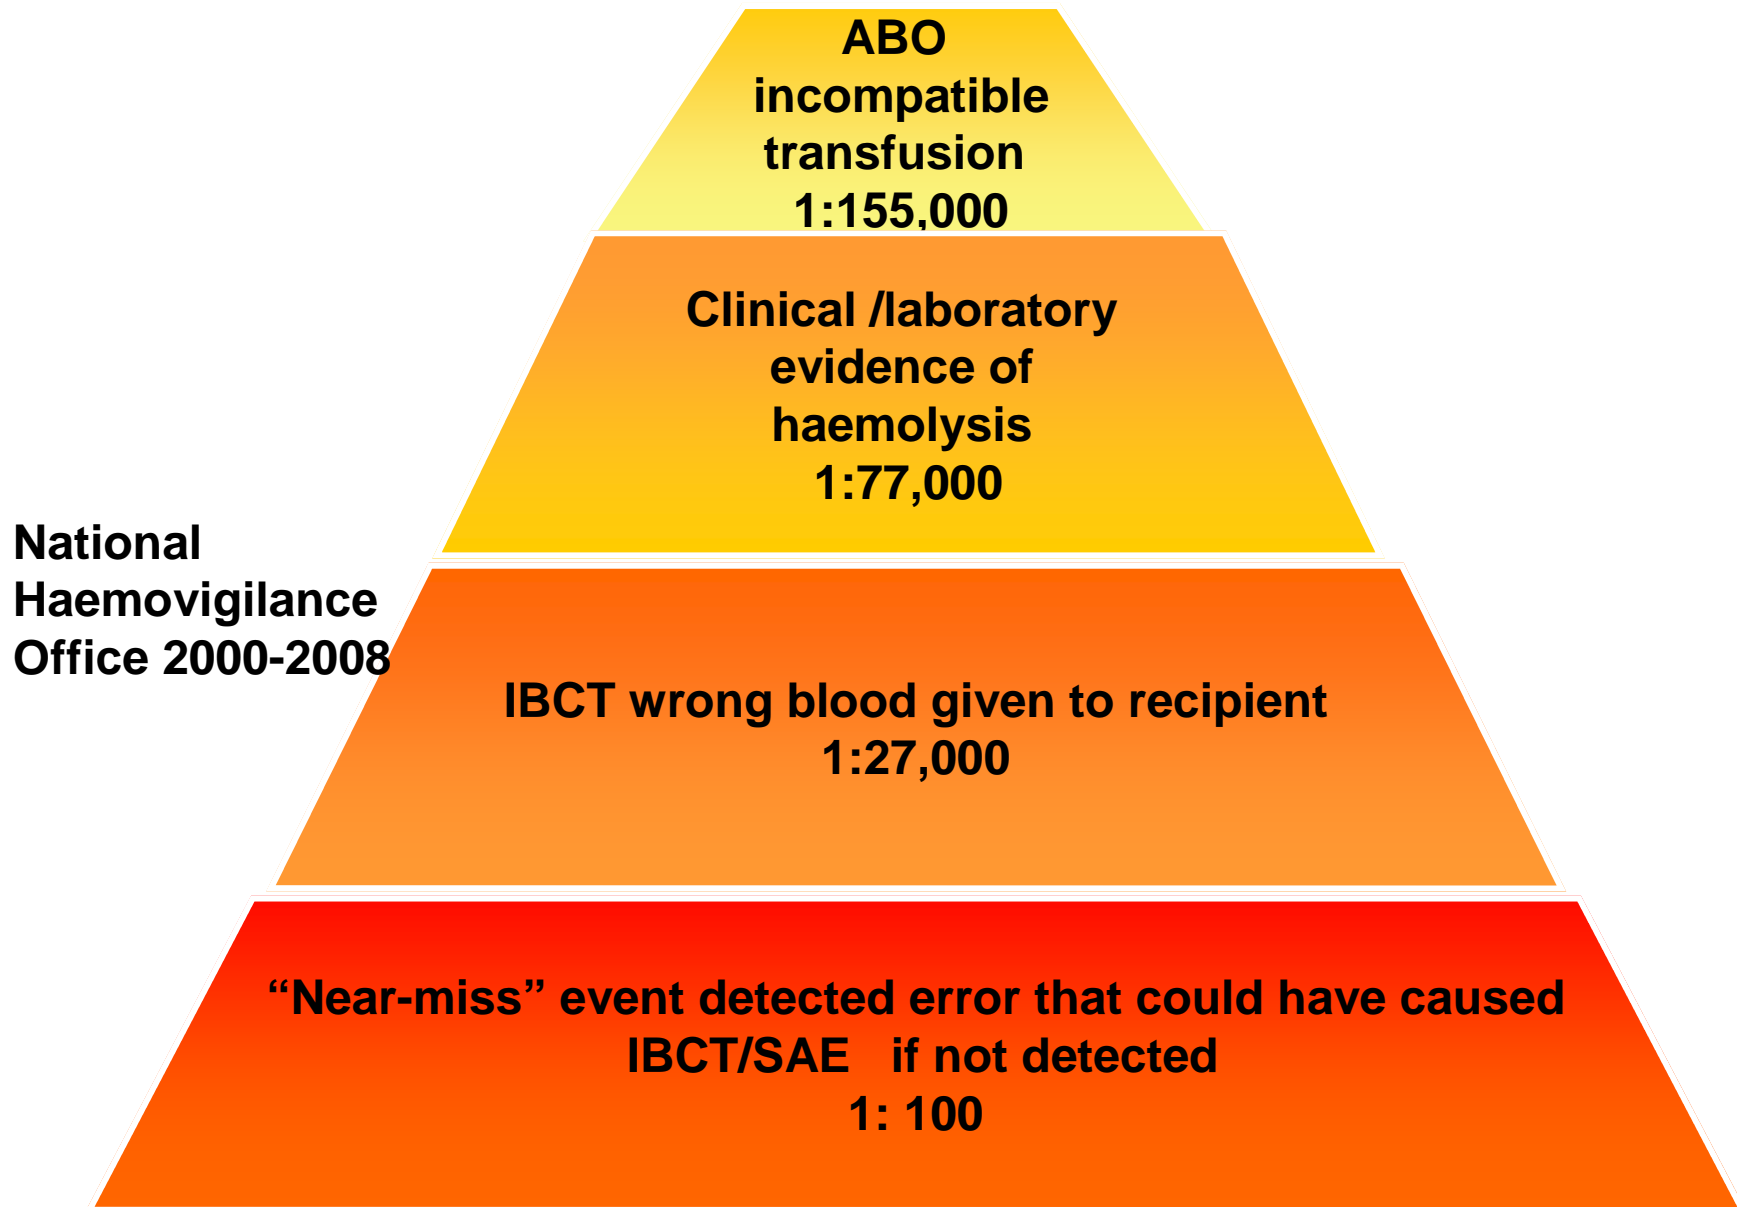 ABO
incompatible
transfusion
1:155,000
Clinical /laboratory
evidence of
haemolysis
1:77,000
National
Haemovigilance
Office 2000-2008
IBCT wrong blood given to recipient
1:27,000
“Near-miss” event detected error that could have caused
IBCT/SAE   if not detected
1: 100